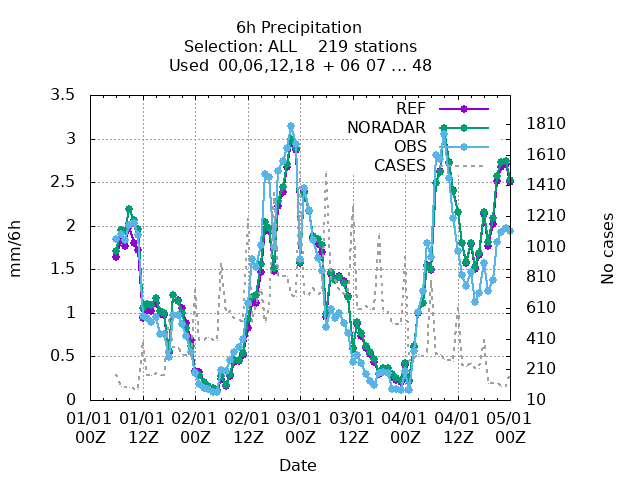 6h Precipitation
Selection: ALL 219 stations
Used 00,06,12,18 + 06 07 ... 48
REF
NORADAR
OBS
CASES
3.5
3
2.5
2
1.5
1
0.5
0
mm/6h
1810
1610
1410
1210
1010
810
610
410
210
10
No cases
01/01 01/01 02/01 02/01 03/01 03/01 04/01 04/01 05/01
00Z 12Z 00Z 12Z 00Z 12Z 00Z 12Z 00Z
Date